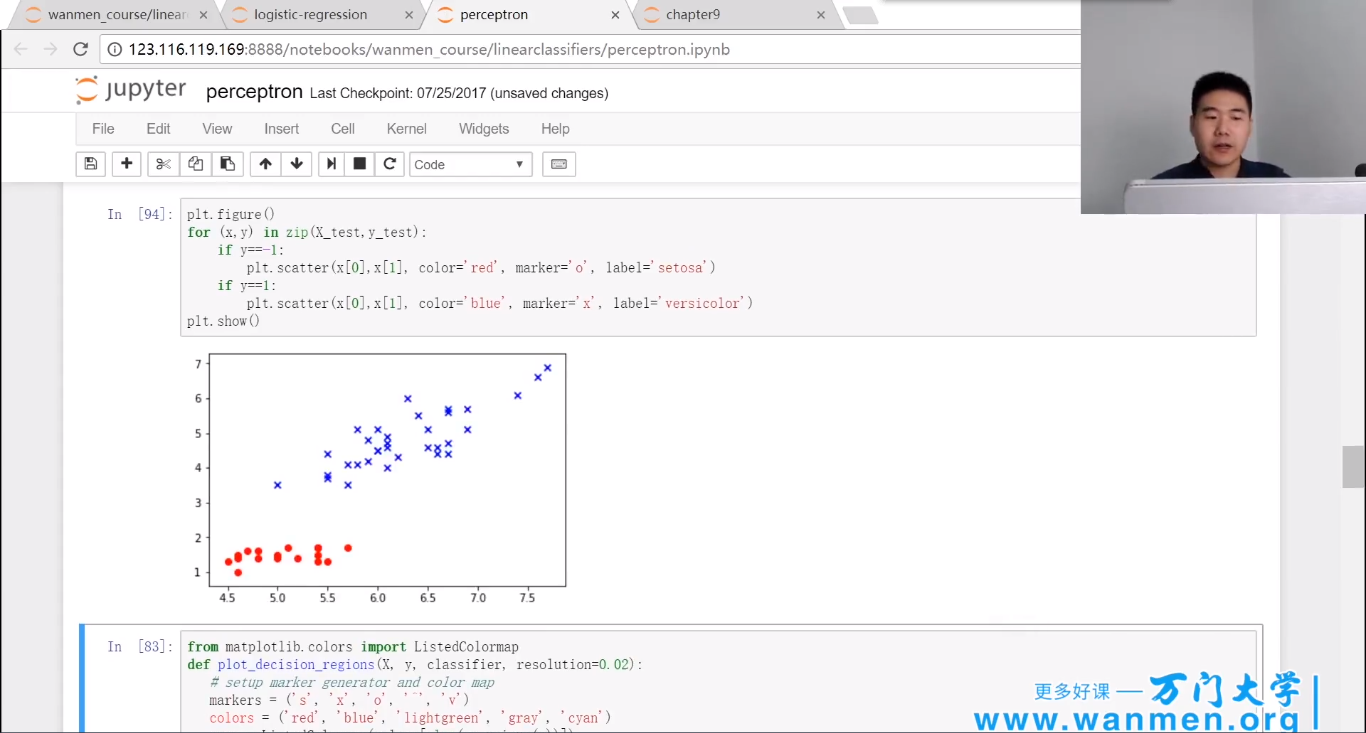 wanmen_course/linear
logistic-regression
perceptron
chapter9
123.116.119.169:8888/notebooks/wanmen_course/linearclassifiers/perceptron.ipynb
jupyter perceptron Last Checkpoint: 07/25/2017 (unsaved changes)
File Edit View Insert Cell Kernel Widgets Help
Code
In [94]:
plt.figure()
for (x,y) in zip(X_test,y_test):
if y==-1:
plt.scatter(x[0],x[1], color='red', marker='o', label='setosa')
if y==1:
plt.scatter(x[0],x[1], color='blue', marker='x', label='versicolor')
plt.show()
7
6
5
4
3
2
1
4.5 5.0 5.5 6.0 6.5 7.0 7.5
In [83]:
from matplotlib.colors import ListedColormap
def plot_decision_regions(X, y, classifier, resolution=0.02):
# setup marker generator and color map
markers = ('s', 'x', 'o', '^', 'v')
colors = ('red', 'blue', 'lightgreen', 'gray', 'cyan')
更多好课 — 万门大学
www.wanmen.org